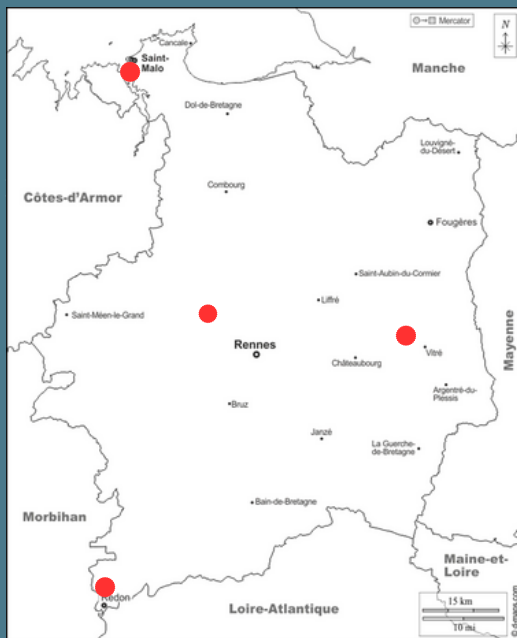 Mercator
N
Cancale
Saint-
Malo
Manche
Dol-de-Bretagne
Louvigné-
du-Désert
Combourg
Côtes-d'Armor
Fougères
Saint-Aubin-du-Cormier
Liffré
Saint-Méen-le-Grand
Rennes
Vitré
Châteaubourg
Mayenne
Argentré-du-
Plessis
Bruz
Janzé
La Guerche-
de-Bretagne
Bain-de-Bretagne
Morbihan
Maine-et-
Loire
Redon
Loire-Atlantique
15 km
10 mi
d-maps.com